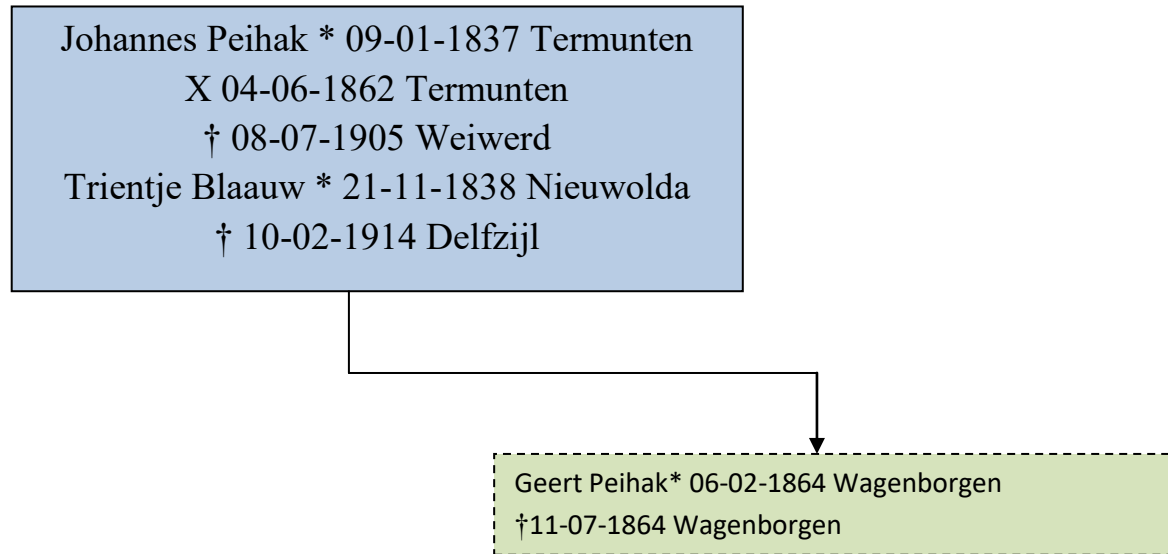 Johannes Peihak * 09-01-1837 Termunten
X 04-06-1862 Termunten
† 08-07-1905 Weiwerd
Trientje Blaauw * 21-11-1838 Nieuwolda
† 10-02-1914 Delfzijl
Geert Peihak* 06-02-1864 Wagenborgen
†11-07-1864 Wagenborgen